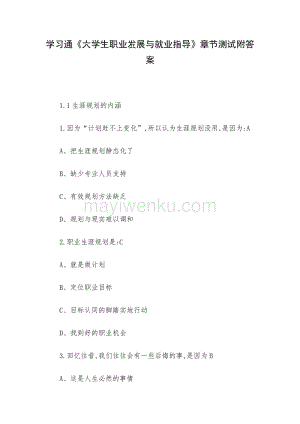 学习通《大学生职业发展与就业指导》章节测试附答
案
1.1生涯规划的内涵
1.因为“计划赶不上变化”,所以认为生涯规划没用,是因为:A
A、把生涯规划静态化了
B、缺少专业人员支持
C、有效规划方法缺乏
D、规划与现实难以调和
mayiwenku.com
2.职业生涯规划是:C
A、就是做计划
B、定位职业目标
C、目标认同的脚踏实地行动
D、找到好的职业机会
3.回忆往昔,我们往往会有一些后悔的事,是因为B
A、这是人生必然的事情